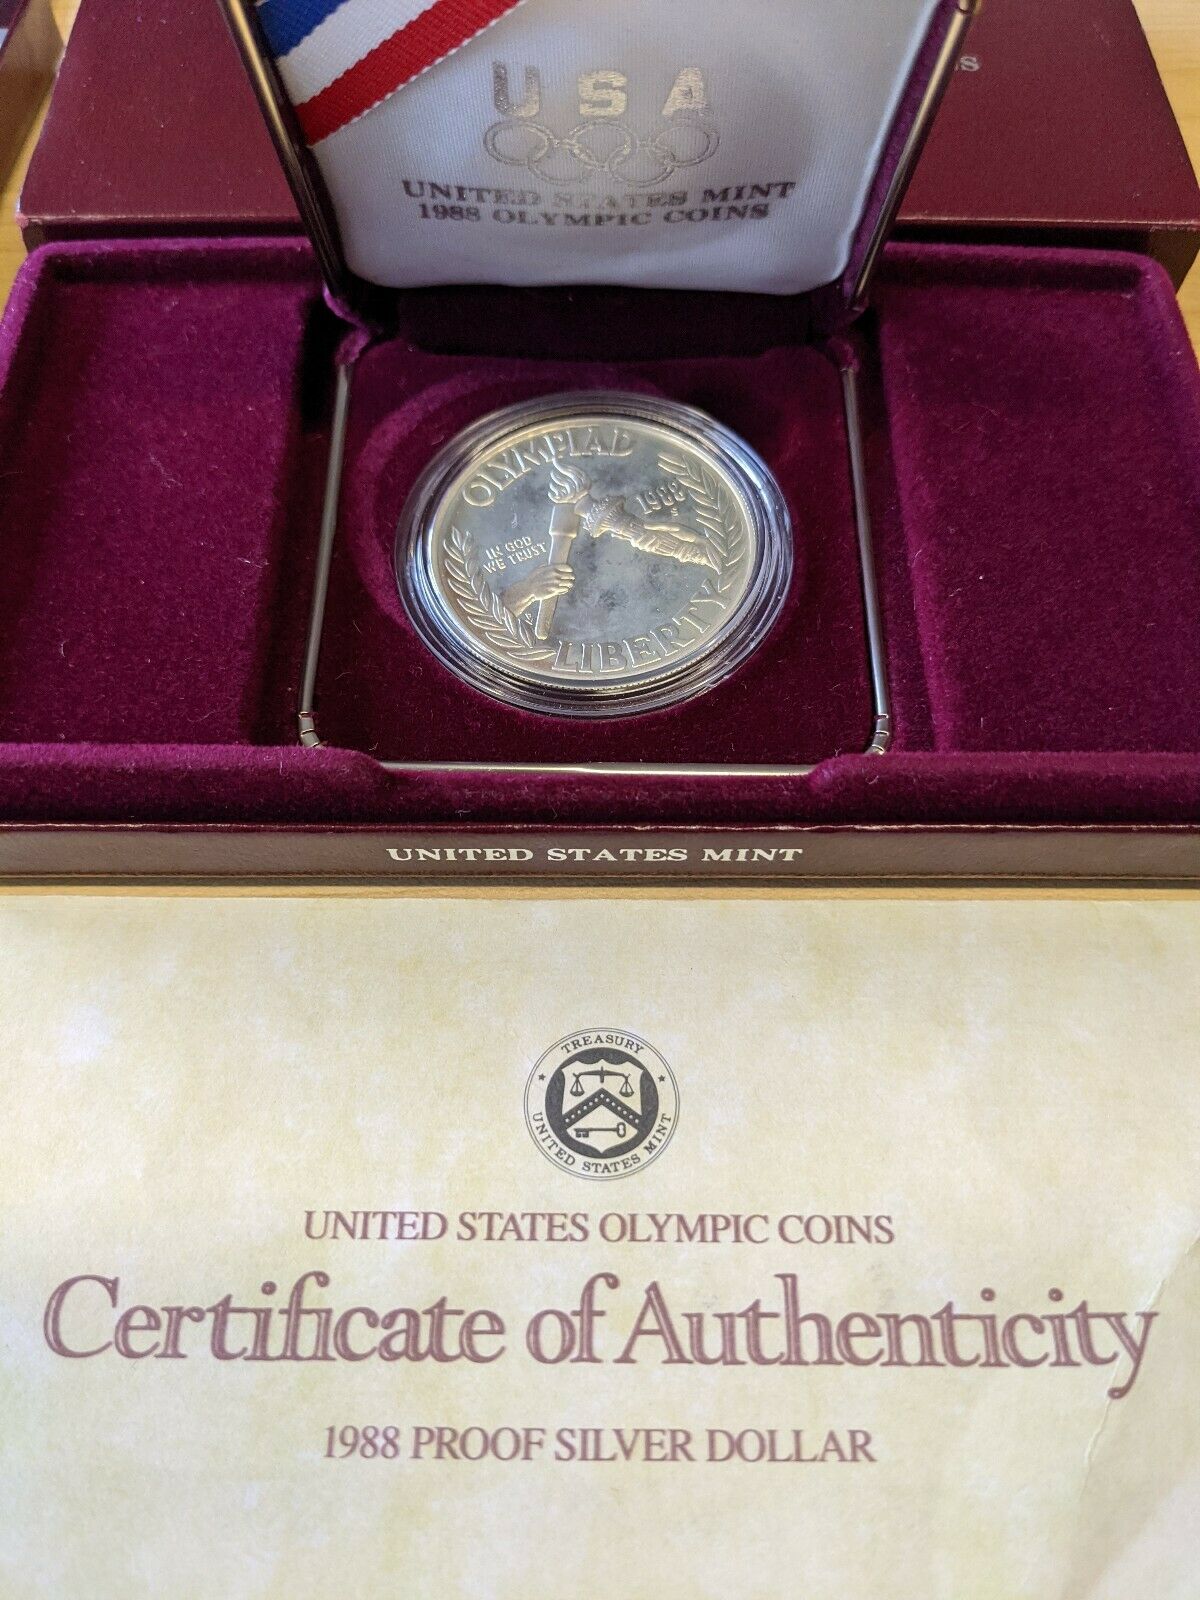 U S A
UNITED STATES MINT
1988 OLYMPIC COINS
OLYMPIAD
1988
S
IN GOD
WE TRUST
LIBERTY
UNITED STATES MINT
TREASURY
UNITED STATES MINT
UNITED STATES OLYMPIC COINS
Certificate of Authenticity
1988 PROOF SILVER DOLLAR